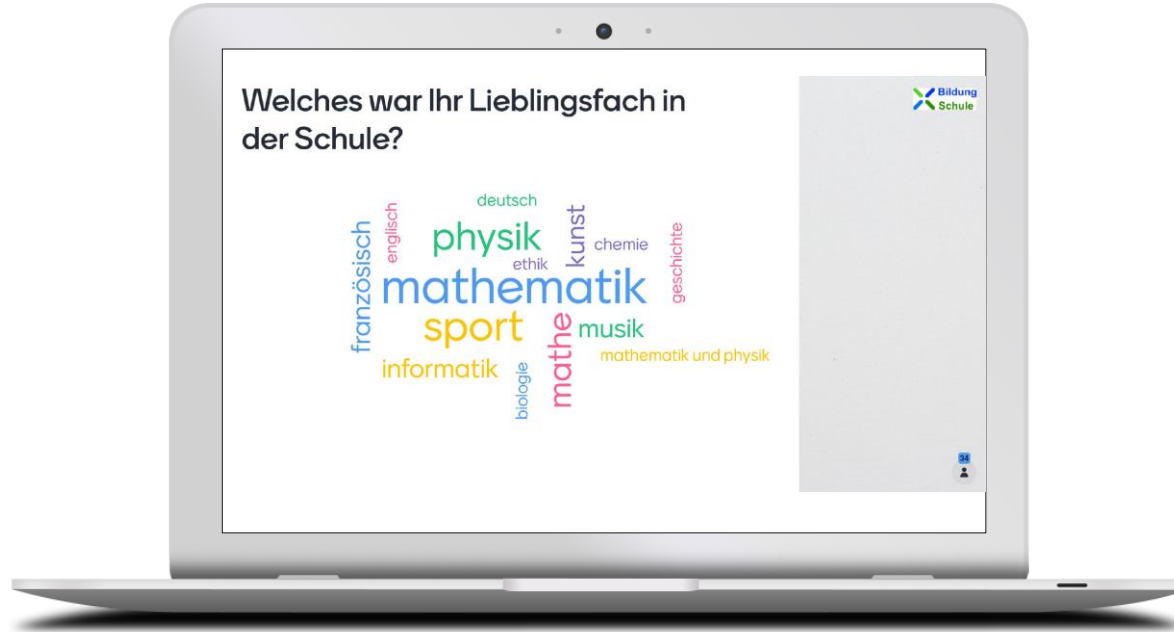 Welches war Ihr Lieblingsfach in
der Schule?
Bildung
Schule
deutsch
englisch
französisch
physik
kunst
chemie
geschichte
ethik
mathematik
sport
mathe
musik
mathematik und physik
informatik
biologie
34